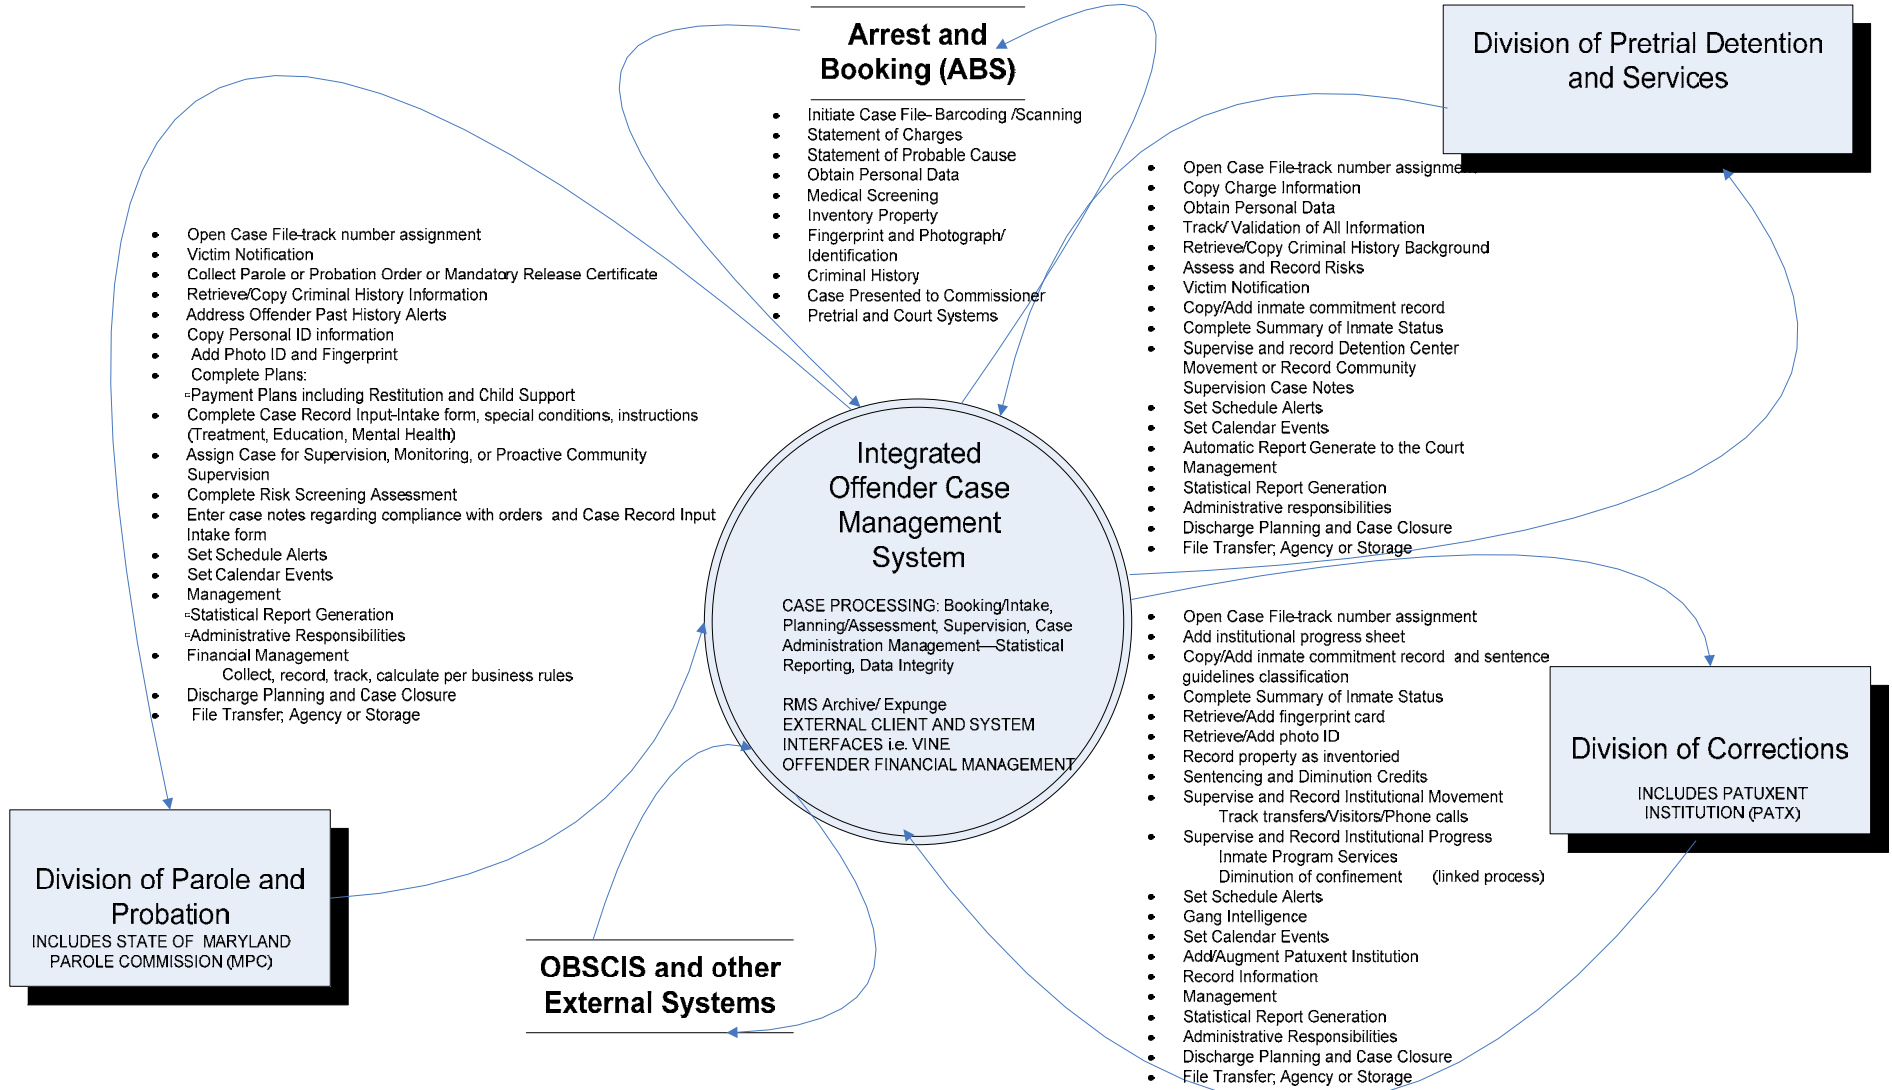 Arrest and
Booking (ABS)
• Initiate Case File–Barcoding /Scanning
• Statement of Charges
• Statement of Probable Cause
• Obtain Personal Data
• Medical Screening
• Inventory Property
• Fingerprint and Photograph/
Identification
• Criminal History
• Case Presented to Commissioner
• Pretrial and Court Systems
Division of Pretrial Detention
and Services
• Open Case File–track number assignment
• Copy Charge Information
• Obtain Personal Data
• Track/ Validation of All Information
• Retrieve/Copy Criminal History Background
• Assess and Record Risks
• Victim Notification
• Copy/Add inmate commitment record
• Complete Summary of Inmate Status
• Supervise and record Detention Center
Movement or Record Community
Supervision Case Notes
• Set Schedule Alerts
• Set Calendar Events
• Automatic Report Generate to the Court
• Management
• Statistical Report Generation
• Administrative responsibilities
• Discharge Planning and Case Closure
• File Transfer; Agency or Storage
• Open Case File–track number assignment
• Victim Notification
• Collect Parole or Probation Order or Mandatory Release Certificate
• Retrieve/Copy Criminal History Information
• Address Offender Past History Alerts
• Copy Personal ID information
• Add Photo ID and Fingerprint
• Complete Plans:
▫Payment Plans including Restitution and Child Support
• Complete Case Record Input-Intake form, special conditions, instructions
(Treatment, Education, Mental Health)
• Assign Case for Supervision, Monitoring, or Proactive Community
Supervision
• Complete Risk Screening Assessment
• Enter case notes regarding compliance with orders and Case Record Input
Intake form
• Set Schedule Alerts
• Set Calendar Events
• Management
▫Statistical Report Generation
▫Administrative Responsibilities
• Financial Management
Collect, record, track, calculate per business rules
• Discharge Planning and Case Closure
• File Transfer; Agency or Storage
Integrated
Offender Case
Management
System
CASE PROCESSING: Booking/Intake,
Planning/Assessment, Supervision, Case
Administration Management—Statistical
Reporting, Data Integrity
RMS Archive/ Expunge
EXTERNAL CLIENT AND SYSTEM
INTERFACES i.e. VINE
OFFENDER FINANCIAL MANAGEMENT
• Open Case File–track number assignment
• Add institutional progress sheet
• Copy/Add inmate commitment record and sentence
guidelines classification
• Complete Summary of Inmate Status
• Retrieve/Add fingerprint card
• Retrieve/Add photo ID
• Record property as inventoried
• Sentencing and Diminution Credits
• Supervise and Record Institutional Movement
Track transfers/Visitors/Phone calls
• Supervise and Record Institutional Progress
Inmate Program Services
Diminution of confinement (linked process)
• Set Schedule Alerts
• Gang Intelligence
• Set Calendar Events
• Add/Augment Patuxent Institution
• Record Information
• Management
• Statistical Report Generation
• Administrative Responsibilities
• Discharge Planning and Case Closure
• File Transfer; Agency or Storage
Division of Corrections
INCLUDES PATUXENT
INSTITUTION (PATX)
Division of Parole and
Probation
INCLUDES STATE OF MARYLAND
PAROLE COMMISSION (MPC)
OBSCIS and other
External Systems